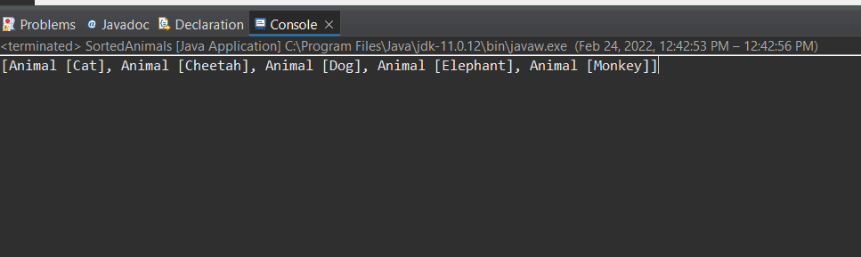 Problems Javadoc Declaration Console
<terminated> SortedAnimals [Java Application] C:\Program Files\Java\jdk-11.0.12\bin\javaw.exe (Feb 24, 2022, 12:42:53 PM – 12:42:56 PM)
[Animal [Cat], Animal [Cheetah], Animal [Dog], Animal [Elephant], Animal [Monkey]]